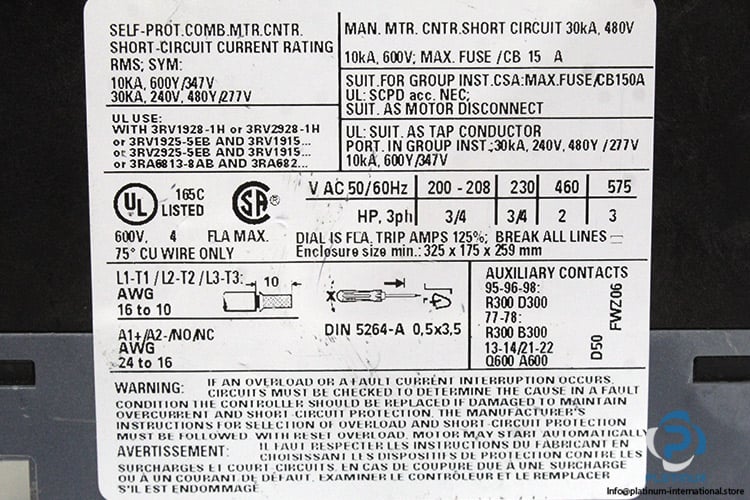 SELF-PROT.COMB.MTR.CNTR.
SHORT-CIRCUIT CURRENT RATING
RMS; SYM:
10KA, 600Y/347V
30KA, 240V, 480Y/277V
MAN. MTR. CNTR.SHORT CIRCUIT 30kA, 480V
10kA, 600V; MAX. FUSE /CB 15 A
SUIT.FOR GROUP INST.CSA:MAX.FUSE/CB150A
UL: SCPD acc. NEC;
SUIT. AS MOTOR DISCONNECT
UL USE:
WITH 3RV1928-1H or 3RV2928-1H
or 3RV1925-5EB AND 3RV1915...
or 3RV2925-5EB AND 3RV1915...
or 3RA6813-8AB AND 3RA682...
UL: SUIT. AS TAP CONDUCTOR
PORT. IN GROUP INST.;30kA, 240V, 480Y /277V
10kA, 600Y/347V
UL 165C
LISTED
SA ®
V AC 50/60Hz 200 - 208 230 460 575
HP, 3ph 3/4 3/4 2 3
600V, 4 FLA MAX.
75° CU WIRE ONLY
DIAL IS FLA. TRIP AMPS 125%; BREAK ALL LINES
Enclosure size min.: 325 x 175 x 259 mm
L1-T1 / L2-T2 / L3-T3:
AWG
16 to 10
10
A1+/A2-/NO/NC
AWG
24 to 16
DIN 5264-A 0,5x3,5
AUXILIARY CONTACTS
95-96-98:
R300 D300
77-78:
R300 B300
13-14/21-22
Q600 A600
D50
FWZ06
WARNING: IF AN OVERLOAD OR A FAULT CURRENT INTERRUPTION OCCURS,
CIRCUITS MUST BE CHECKED TO DETERMINE THE CAUSE IN A FAULT
CONDITION THE CONTROLLER SHOULD BE REPLACED IF DAMAGED TO MAINTAIN
OVERCURRENT AND SHORT-CIRCUIT PROTECTION. THE MANUFACTURER'S
INSTRUCTIONS FOR SELECTION OF OVERLOAD AND SHORT-CIRCUIT PROTECTION
MUST BE FOLLOWED WITH RESET OVERLOAD. MOTOR MAY START AUTOMATICALLY
AVERTISSEMENT: IL FAUT RESPECTER LES INSTRUCTIONS DU FABRICANT EN
CHOISISSANT LES DISPOSITIFS DE PROTECTION CONTRE LES
SURCHARGES ET COURT-CIRCUITS. EN CAS DE COUPURE DUE À UNE SURCHARGE
OU À UN COURANT DE DÉFAUT, EXAMINER LE CONTRÔLEUR ET LE REMPLACER
S'IL EST ENDOMMAGÉ
Info@platinum-international.store